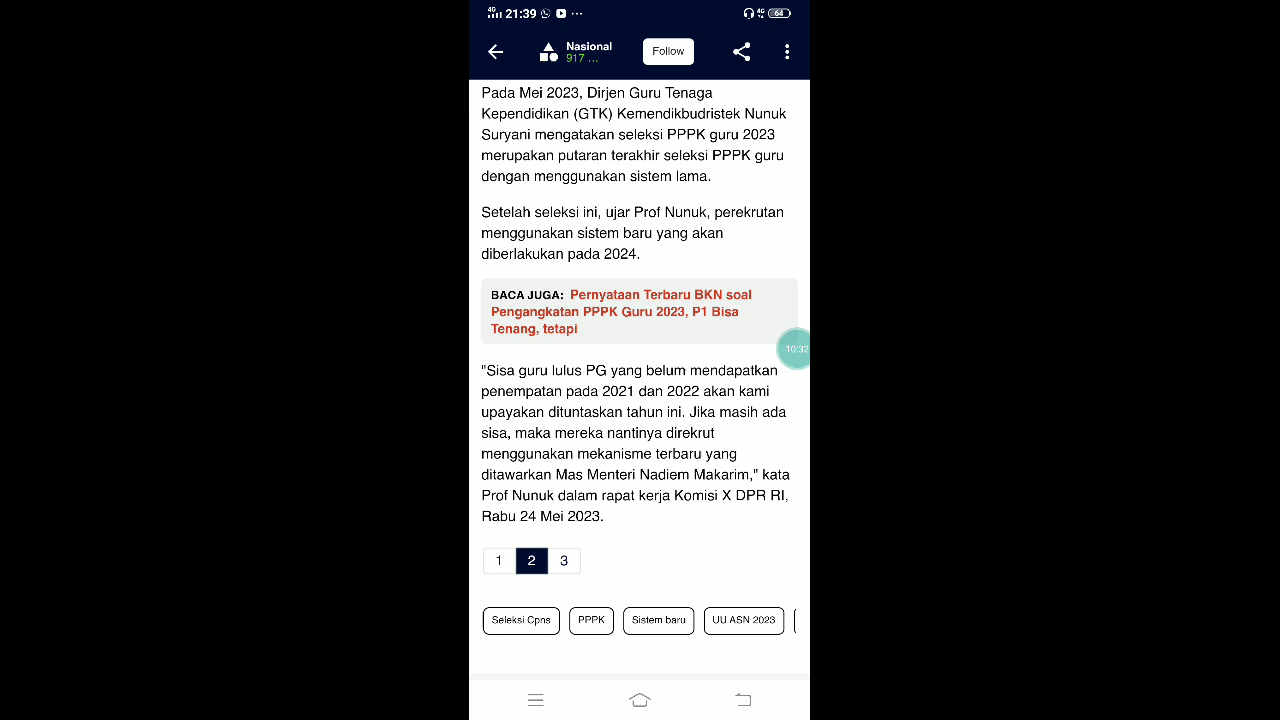 4G 21:39 ... 4G 64
Nasional
917 ...
Follow
Pada Mei 2023, Dirjen Guru Tenaga
Kependidikan (GTK) Kemendikbudristek Nunuk
Suryani mengatakan seleksi PPPK guru 2023
merupakan putaran terakhir seleksi PPPK guru
dengan menggunakan sistem lama.
Setelah seleksi ini, ujar Prof Nunuk, perekrutan
menggunakan sistem baru yang akan
diberlakukan pada 2024.
BACA JUGA: Pernyataan Terbaru BKN soal
Pengangkatan PPPK Guru 2023, P1 Bisa
Tenang, tetapi
10:32
"Sisa guru lulus PG yang belum mendapatkan
penempatan pada 2021 dan 2022 akan kami
upayakan dituntaskan tahun ini. Jika masih ada
sisa, maka mereka nantinya direkrut
menggunakan mekanisme terbaru yang
ditawarkan Mas Menteri Nadiem Makarim," kata
Prof Nunuk dalam rapat kerja Komisi X DPR RI,
Rabu 24 Mei 2023.
1 2 3
Seleksi Cpns PPPK Sistem baru UU ASN 2023